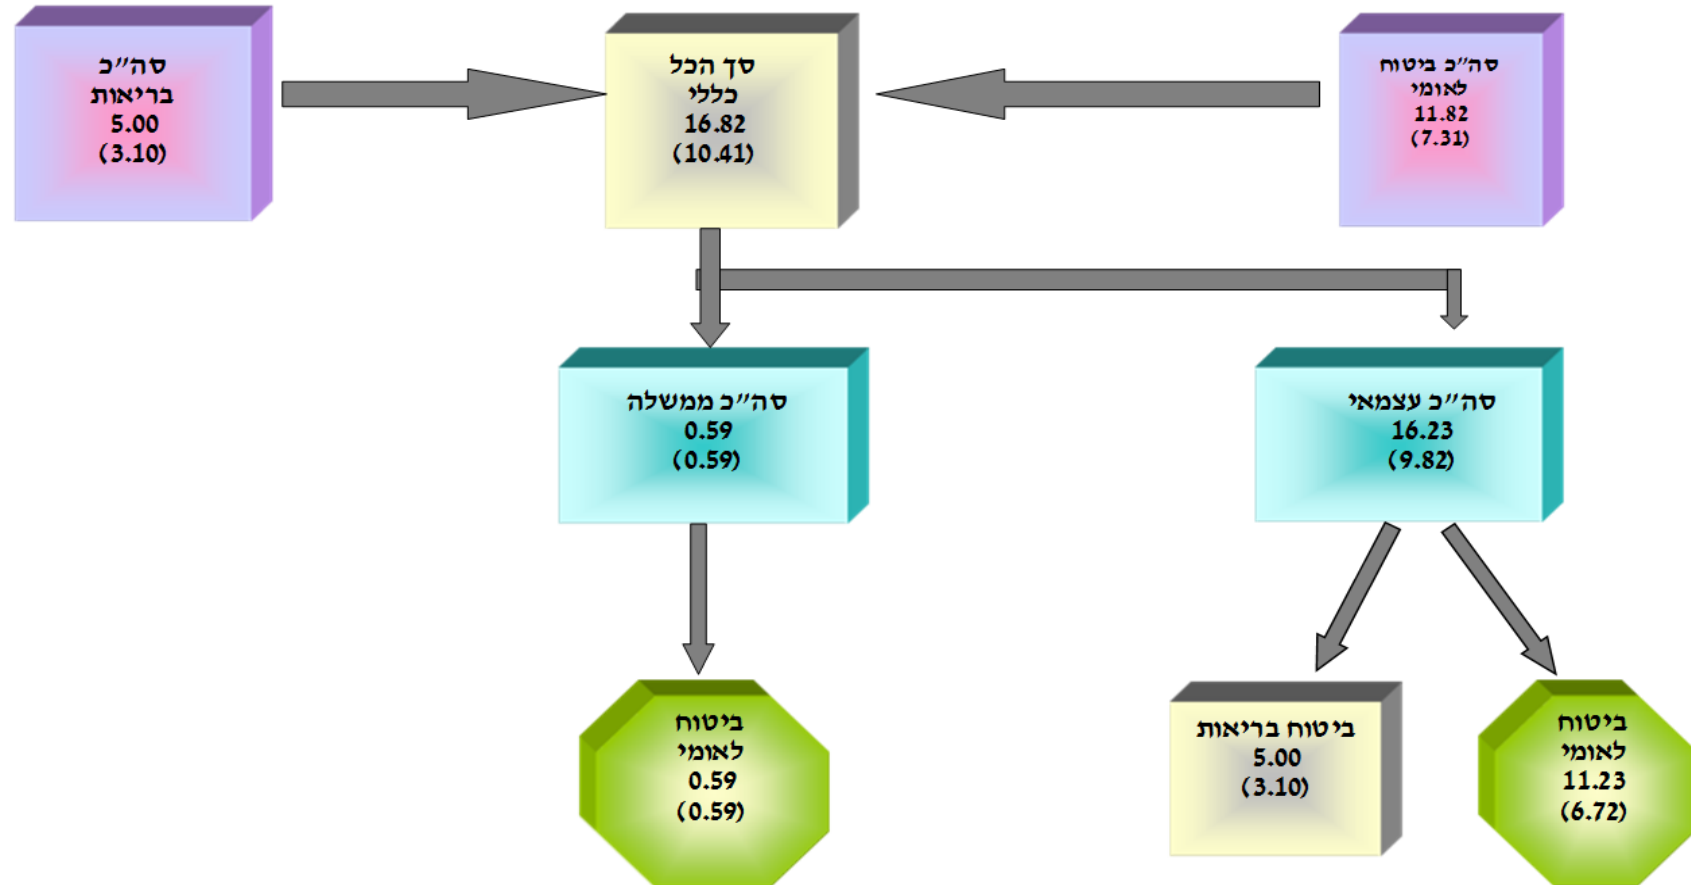 סה״כ ביטוח
לאומי
11.82
(7.31)
סך הכל
כללי
16.82
(10.41)
סה״כ
בריאות
5.00
(3.10)
סה״כ עצמאי
16.23
(9.82)
סה״כ ממשלה
0.59
(0.59)
ביטוח
לאומי
11.23
(6.72)
ביטוח בריאות
5.00
(3.10)
ביטוח
לאומי
0.59
(0.59)